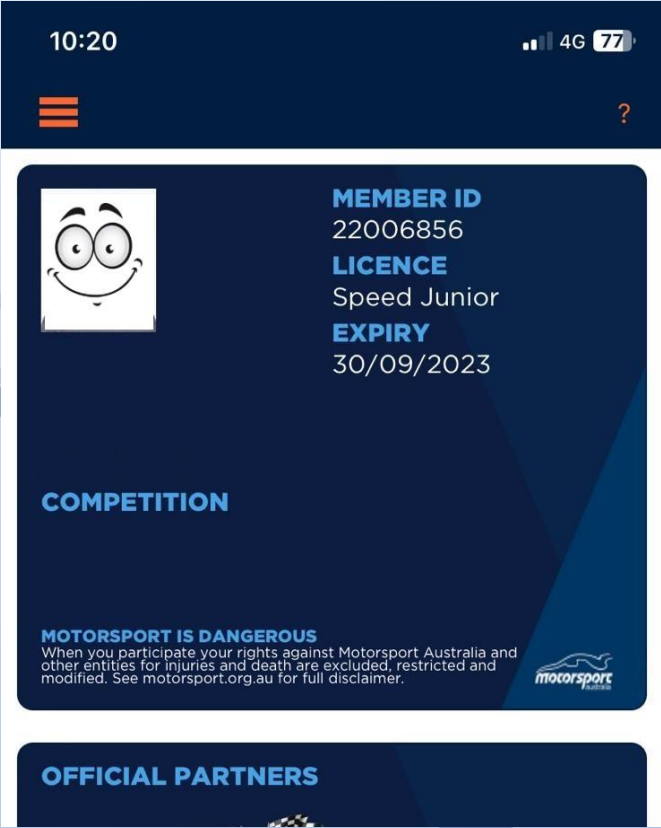 10:20
4G 77
?
MEMBER ID
22006856
LICENCE
Speed Junior
EXPIRY
30/09/2023
COMPETITION
MOTORSPORT IS DANGEROUS
When you participate your rights against Motorsport Australia and
other entities for injuries and death are excluded, restricted and
modified. See motorsport.org.au for full disclaimer.
motorsport
australia
OFFICIAL PARTNERS